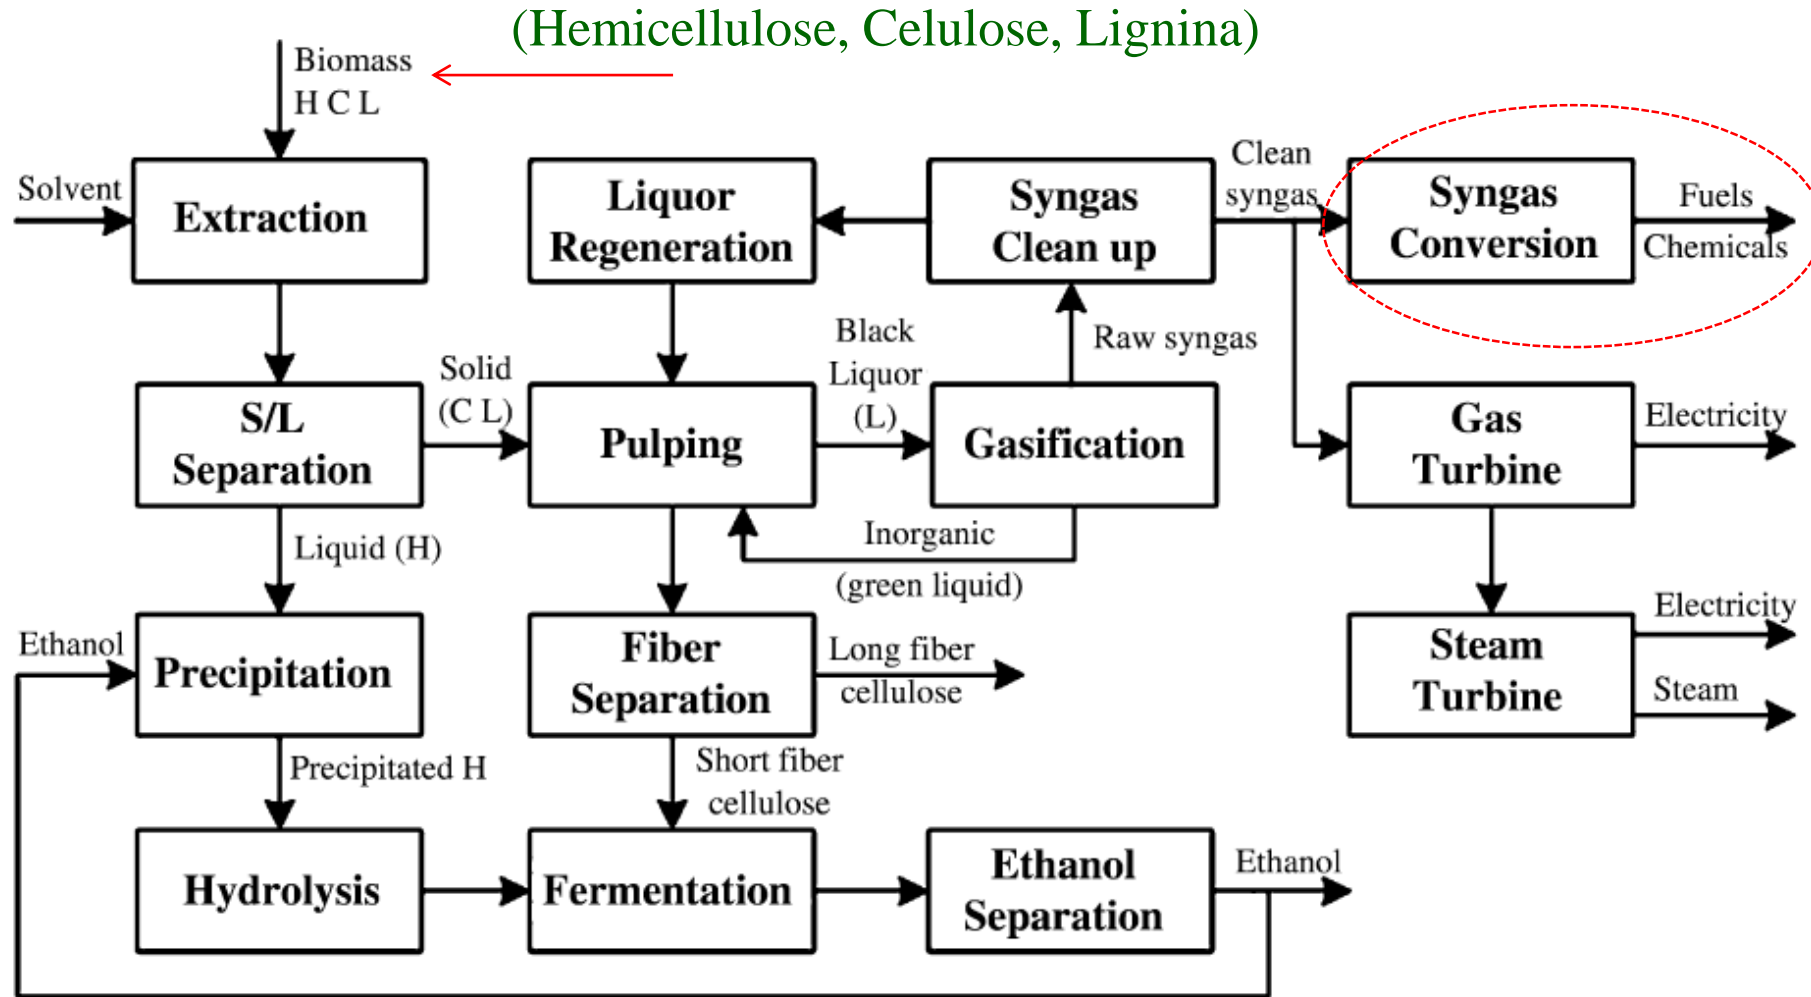 (Hemicellulose, Celulose, Lignina)
Biomass
H C L
Solvent
Extraction
Liquor
Regeneration
Syngas
Clean up
Clean
syngas
Syngas
Conversion
Fuels
Chemicals
S/L
Separation
Solid
(C L)
Pulping
Black
Liquor
(L)
Gasification
Raw syngas
Gas
Turbine
Electricity
Liquid (H)
Inorganic
(green liquid)
Ethanol
Precipitation
Fiber
Separation
Long fiber
cellulose
Steam
Turbine
Electricity
Steam
Precipitated H
Short fiber
cellulose
Hydrolysis
Fermentation
Ethanol
Separation
Ethanol